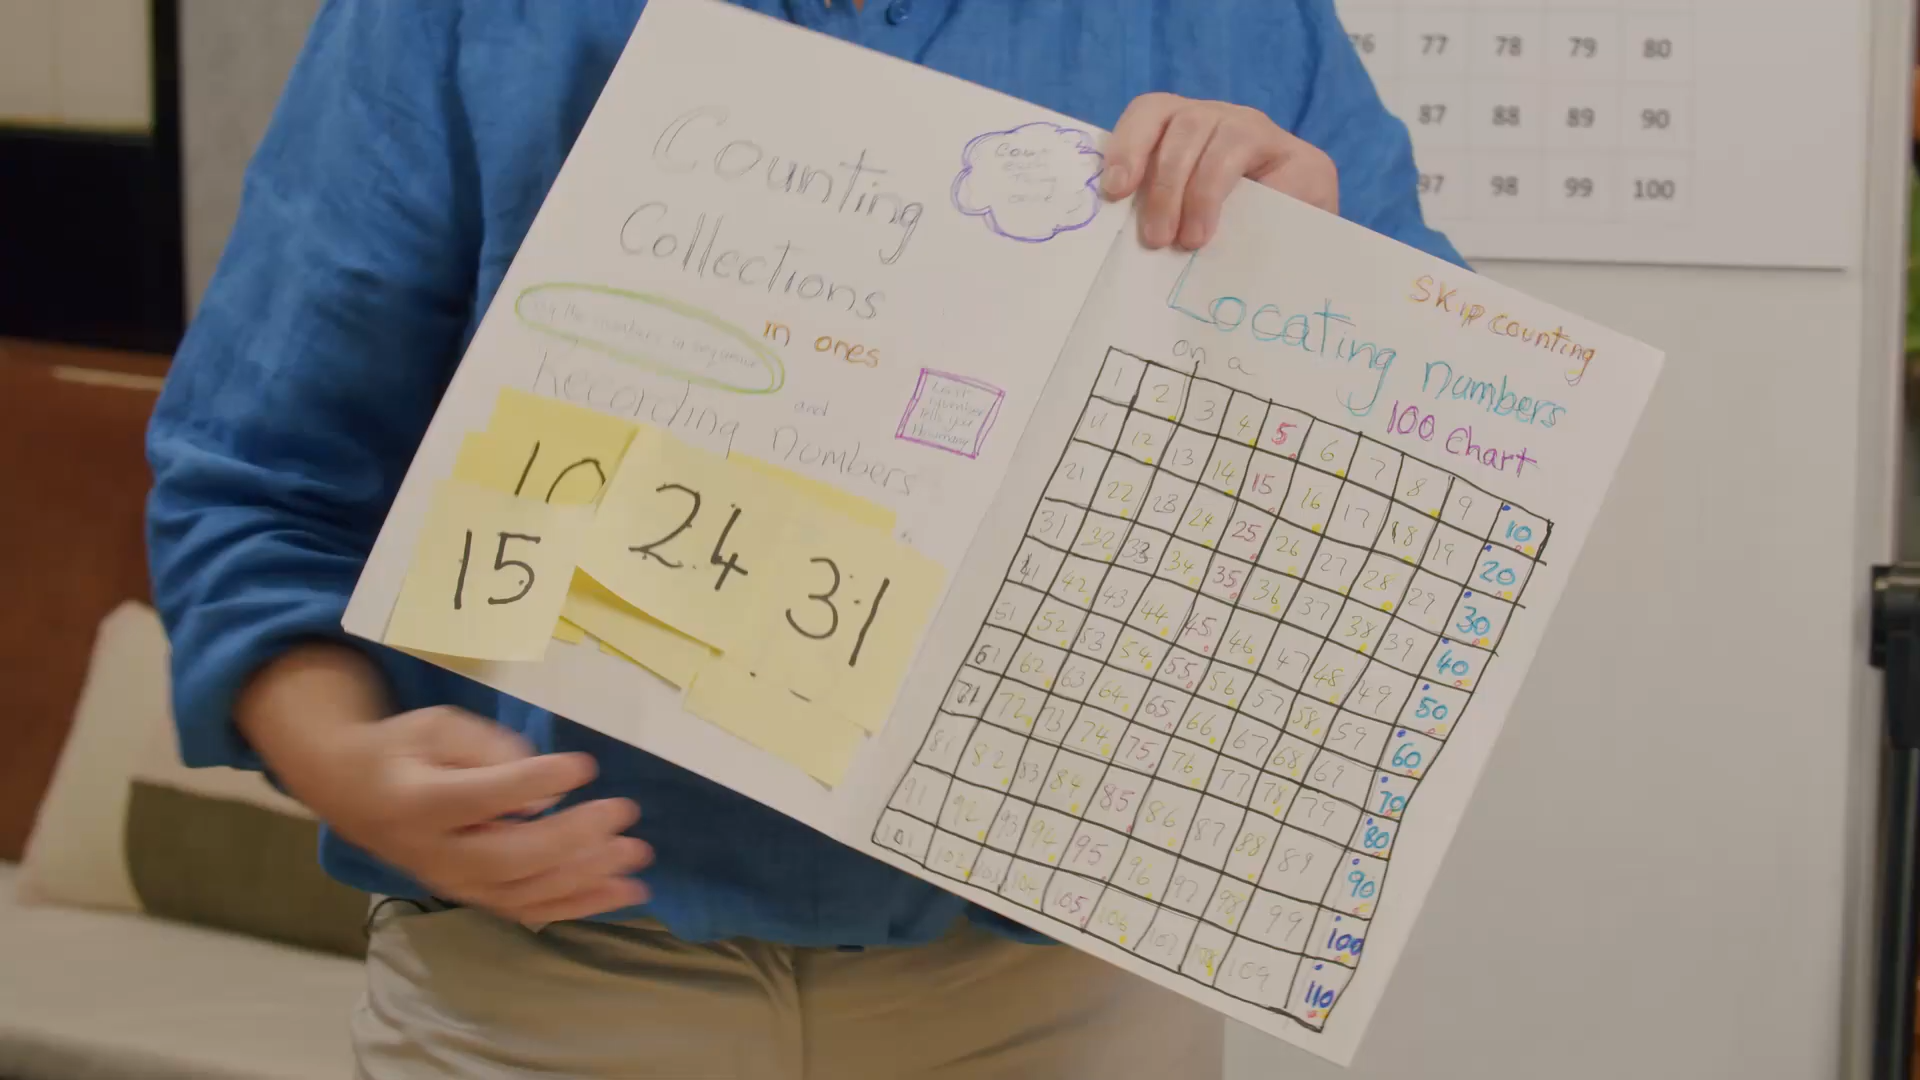 Counting
Collections
in ones
and
Recording numbers
10
15
24
31
Last
Number
Tells you
Howmany
Skip counting
Locating numbers
on a
100 Chart
1 2 3 4 5 6 7 8 9 10
11 12 13 14 15 16 17 18 19 20
21 22 23 24 25 26 27 28 29 30
31 32 33 34 35 36 37 38 39 40
41 42 43 44 45 46 47 48 49 50
51 52 53 54 55 56 57 58 59 60
61 62 63 64 65 66 67 68 69 70
71 72 73 74 75 76 77 78 79 80
81 82 83 84 85 86 87 88 89 90
91 92 93 94 95 96 97 98 99 100
101 102 103 104 105 106 107 108 109 110
76 77 78 79 80
87 88 89 90
97 98 99 100